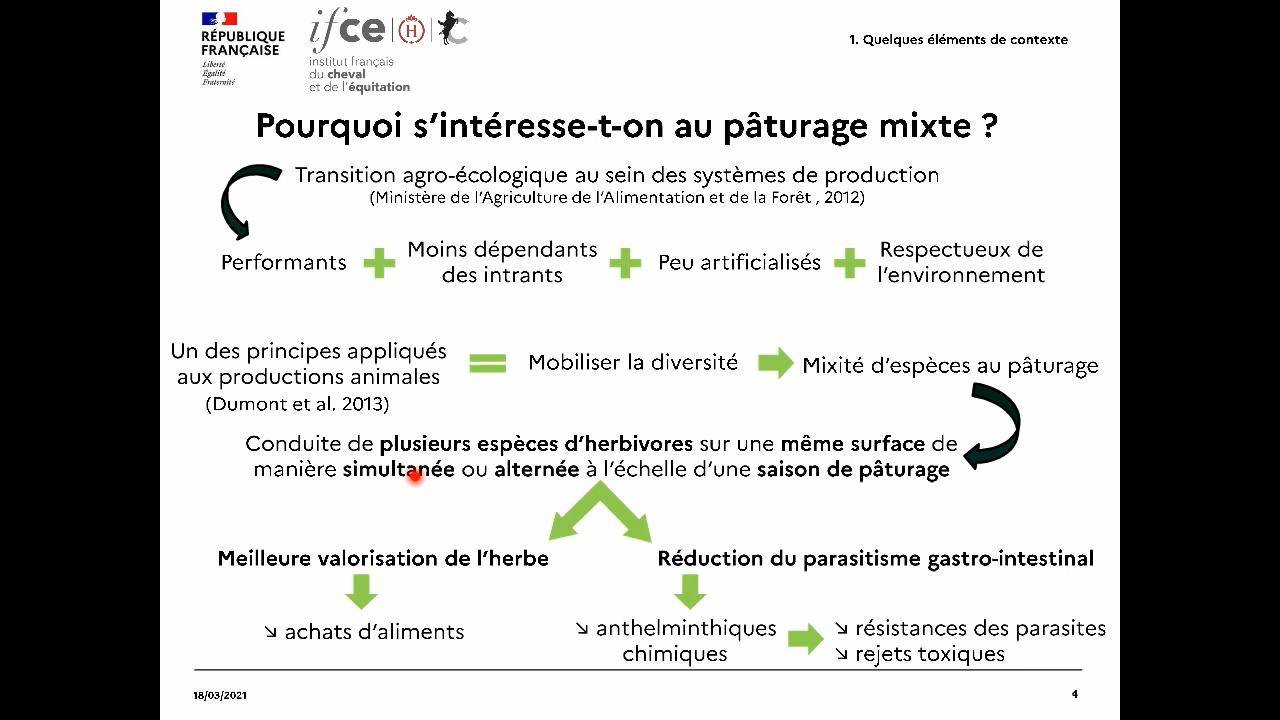 RÉPUBLIQUE
FRANÇAISE
Liberté
Égalité
Fraternité
ifce
H
institut français
du cheval
et de l'équitation
1. Quelques éléments de contexte
Pourquoi s'intéresse-t-on au pâturage mixte ?
Transition agro-écologique au sein des systèmes de production
(Ministère de l'Agriculture de l'Alimentation et de la Forêt , 2012)
Performants
Moins dépendants
des intrants
Peu artificialisés
Respectueux de
l'environnement
Un des principes appliqués
aux productions animales
(Dumont et al. 2013)
Mobiliser la diversité
Mixité d'espèces au pâturage
Conduite de plusieurs espèces d'herbivores sur une même surface de
manière simultanée ou alternée à l'échelle d'une saison de pâturage
Meilleure valorisation de l'herbe
Réduction du parasitisme gastro-intestinal
↘ achats d'aliments
↘ anthelminthiques
chimiques
↘ résistances des parasites
↘ rejets toxiques
18/03/2021
4